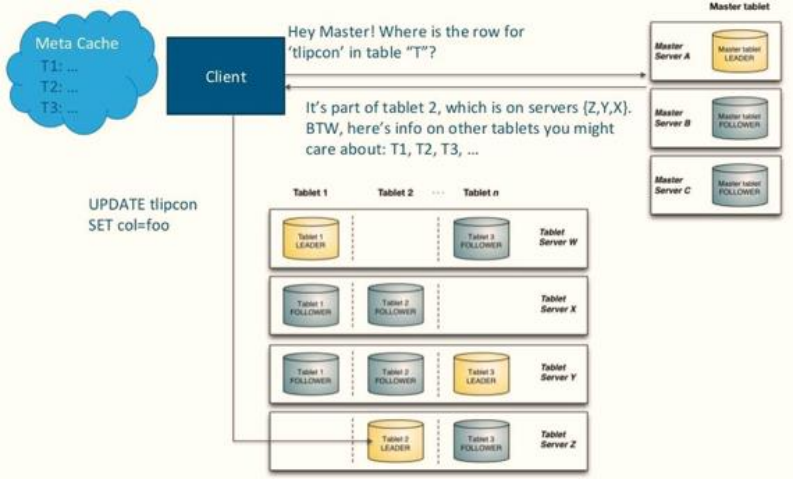 Master tablet
Meta Cache
T1: ...
T2: ...
T3: ...
Client
Hey Master! Where is the row for
‘tlipcon’ in table “T”?
It’s part of tablet 2, which is on servers {Z,Y,X}.
BTW, here’s info on other tablets you might
care about: T1, T2, T3, ...
Master
Server A
Master tablet
LEADER
Master
Server B
Master tablet
FOLLOWER
Master
Server C
Master tablet
FOLLOWER
UPDATE tlipcon
SET col=foo
Tablet 1 Tablet 2 ... Tablet n
Tablet 1
LEADER
Tablet 3
FOLLOWER
Tablet
Server W
Tablet 1
FOLLOWER
Tablet 2
FOLLOWER
Tablet
Server X
Tablet 1
FOLLOWER
Tablet 2
FOLLOWER
Tablet 3
LEADER
Tablet
Server Y
Tablet 2
LEADER
Tablet 3
FOLLOWER
Tablet
Server Z